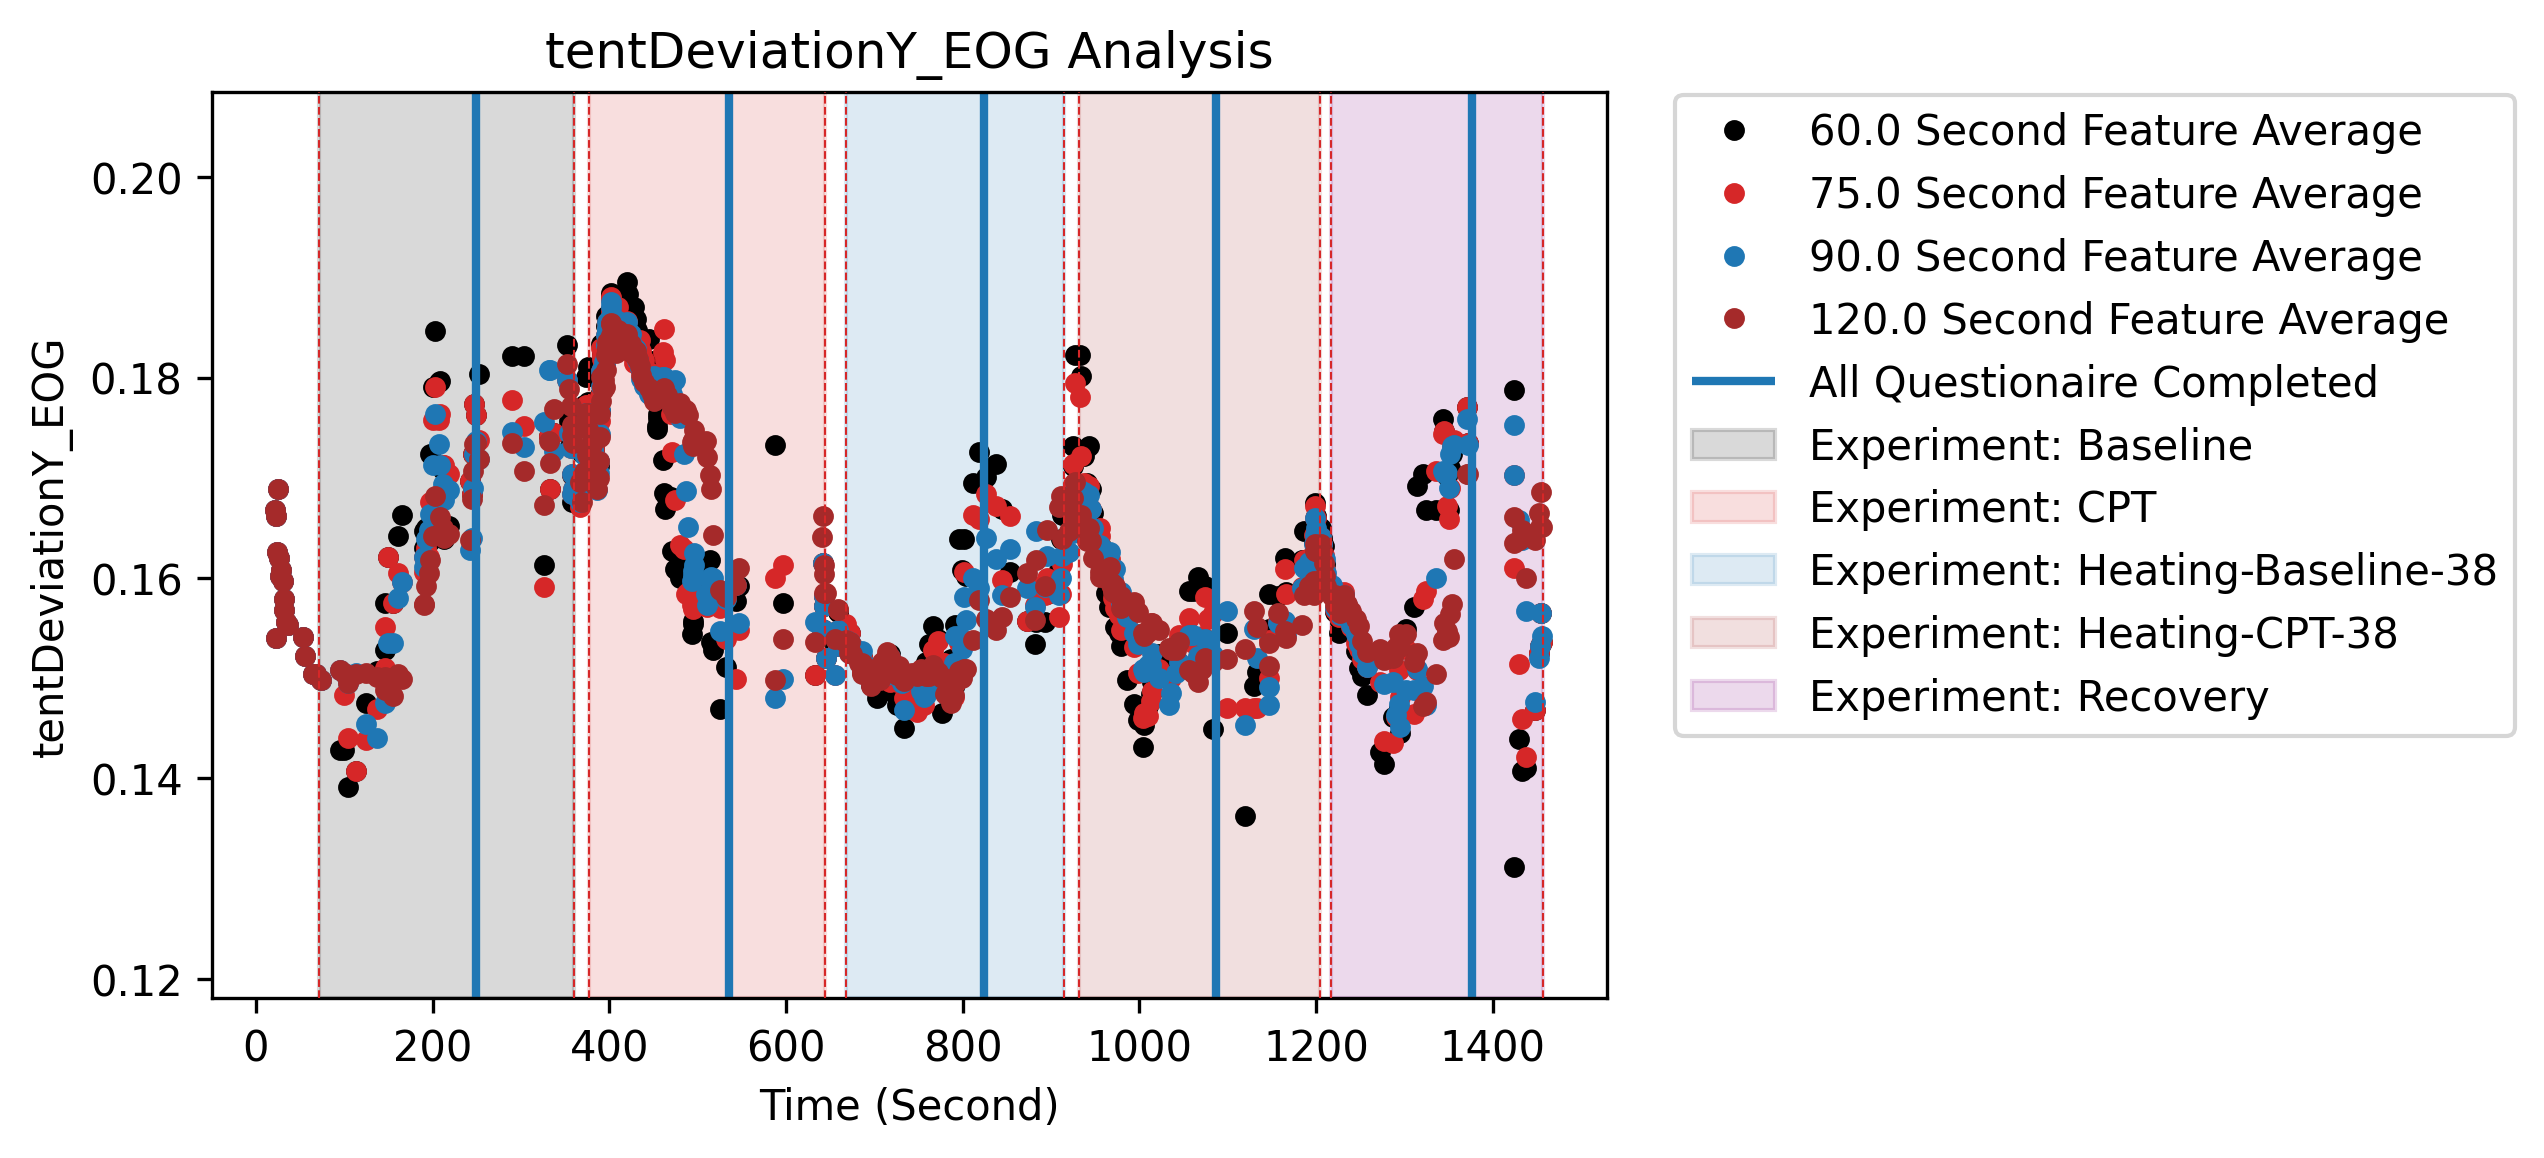 tentDeviationY_EOG Analysis
tentDeviationY_EOG
0.20
0.18
0.16
0.14
0.12
0 200 400 600 800 1000 1200 1400
Time (Second)
60.0 Second Feature Average
75.0 Second Feature Average
90.0 Second Feature Average
120.0 Second Feature Average
All Questionaire Completed
Experiment: Baseline
Experiment: CPT
Experiment: Heating-Baseline-38
Experiment: Heating-CPT-38
Experiment: Recovery